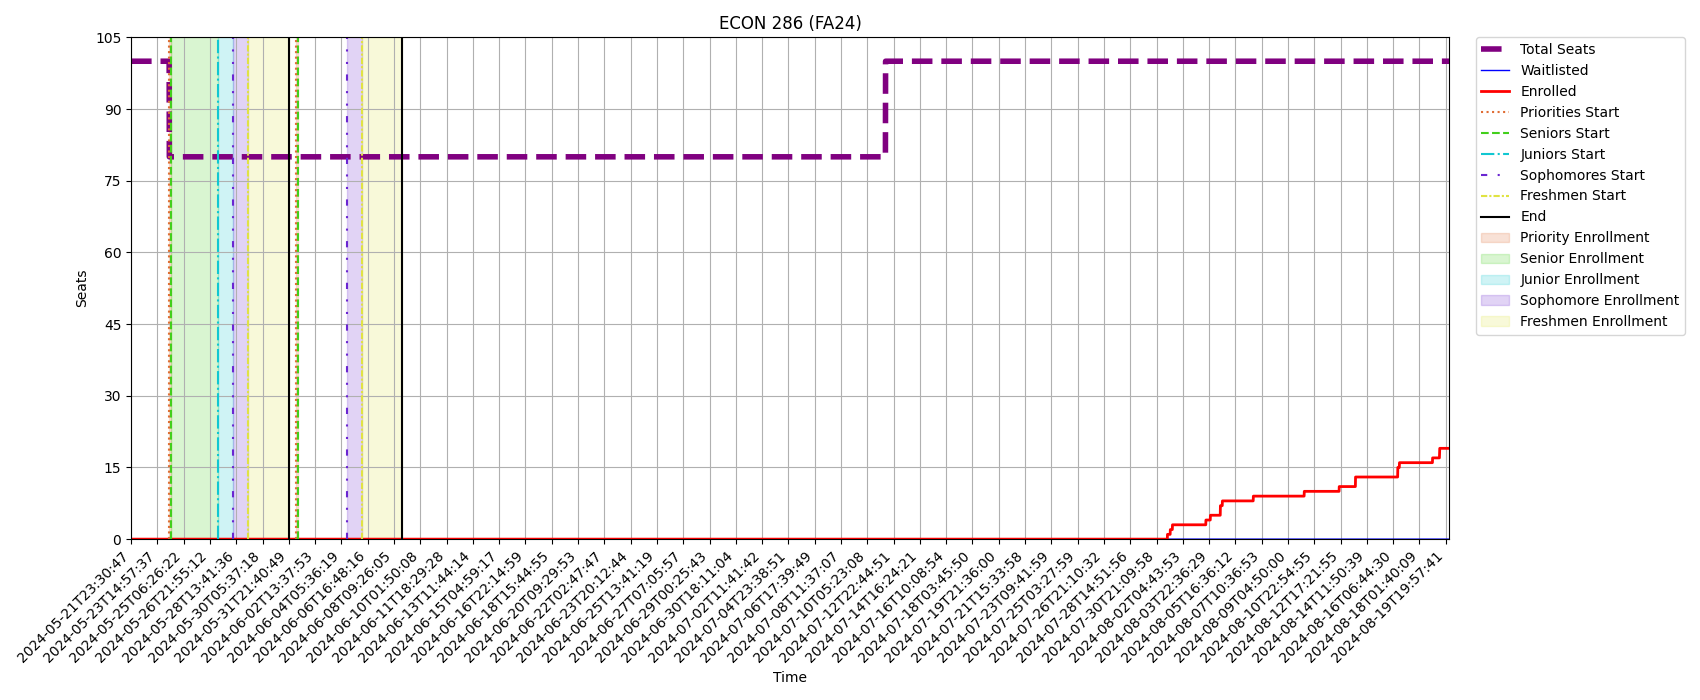 ECON 286 (FA24)
105
90
75
60
45
30
15
0
Seats
2024-05-21T23:30:47
2024-05-23T14:57:37
2024-05-25T06:26:22
2024-05-26T21:55:12
2024-05-28T13:41:36
2024-05-30T05:37:18
2024-05-31T21:40:49
2024-06-02T13:37:53
2024-06-04T05:36:19
2024-06-06T16:48:16
2024-06-08T09:26:05
2024-06-10T01:50:08
2024-06-11T18:29:28
2024-06-13T11:44:14
2024-06-15T04:59:17
2024-06-16T22:14:59
2024-06-18T15:44:55
2024-06-20T09:29:53
2024-06-22T02:47:47
2024-06-23T20:12:44
2024-06-25T13:41:19
2024-06-27T07:05:57
2024-06-29T00:25:43
2024-06-30T18:11:04
2024-07-02T11:41:42
2024-07-04T23:38:51
2024-07-06T17:39:49
2024-07-08T11:37:07
2024-07-10T05:23:08
2024-07-12T22:44:51
2024-07-14T16:24:21
2024-07-16T10:08:54
2024-07-18T03:45:50
2024-07-19T21:36:00
2024-07-21T15:33:58
2024-07-23T09:41:59
2024-07-25T03:27:59
2024-07-26T21:10:32
2024-07-28T14:51:56
2024-07-30T21:09:58
2024-08-02T04:43:53
2024-08-03T22:36:29
2024-08-05T16:36:12
2024-08-07T10:36:53
2024-08-09T04:50:00
2024-08-10T22:54:55
2024-08-12T17:21:55
2024-08-14T11:50:39
2024-08-16T06:44:30
2024-08-18T01:40:09
2024-08-19T19:57:41
Time
Total Seats
Waitlisted
Enrolled
Priorities Start
Seniors Start
Juniors Start
Sophomores Start
Freshmen Start
End
Priority Enrollment
Senior Enrollment
Junior Enrollment
Sophomore Enrollment
Freshmen Enrollment